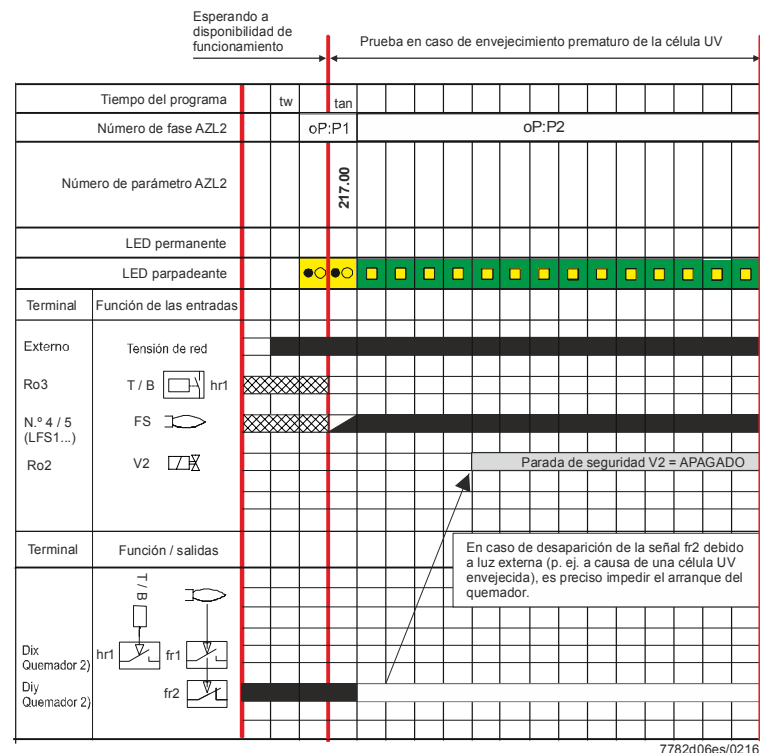 Esperando a
disponibilidad de
funcionamiento
Prueba en caso de envejecimiento prematuro de la célula UV
Tiempo del programa
tw
tan
Número de fase AZL2
oP:P1
oP:P2
Número de parámetro AZL2
217.00
LED permanente
LED parpadeante
Terminal
Función de las entradas
Externo
Tensión de red
Ro3
T / B
hr1
N.º 4 / 5
(LFS1...)
FS
Ro2
V2
Parada de seguridad V2 = APAGADO
Terminal
Función / salidas
En caso de desaparición de la señal fr2 debido
a luz externa (p. ej. a causa de una célula UV
envejecida), es preciso impedir el arranque del
quemador.
T / B
Dix
Quemador 2)
hr1
fr1
Diy
Quemador 2)
fr2
7782d06es/0216